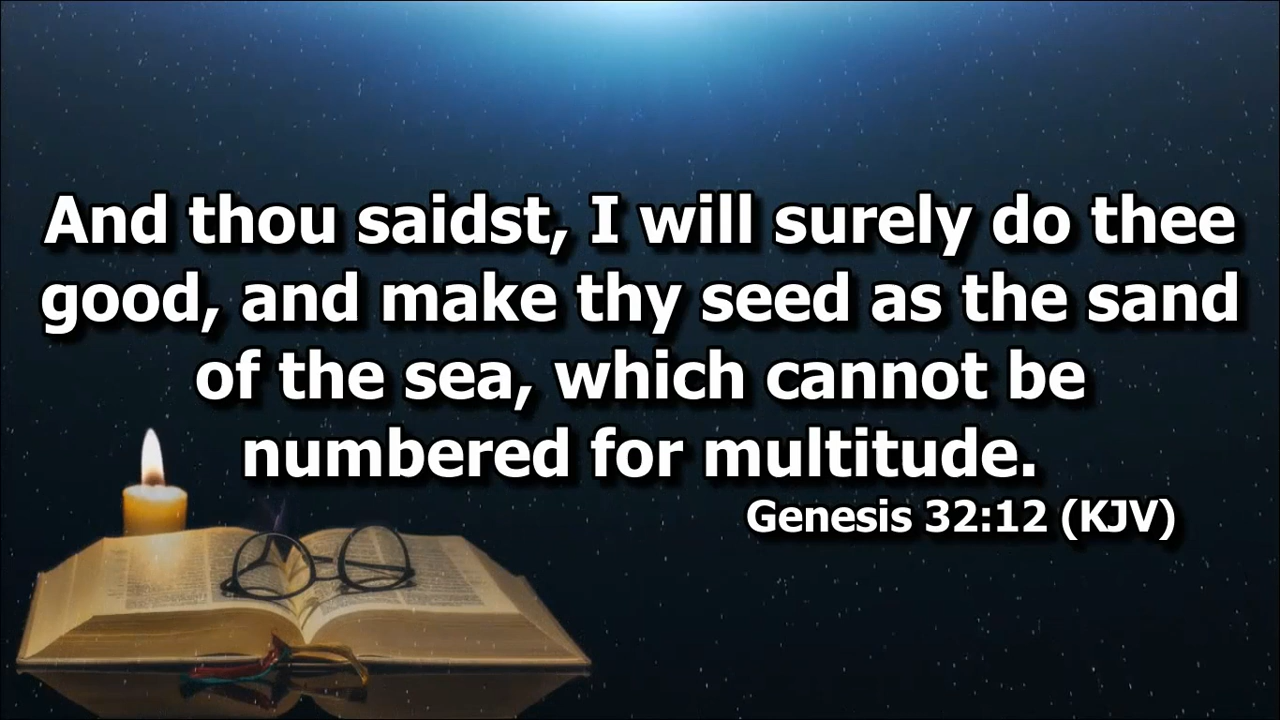 And thou saidst, I will surely do thee
good, and make thy seed as the sand
of the sea, which cannot be
numbered for multitude.
Genesis 32:12 (KJV)